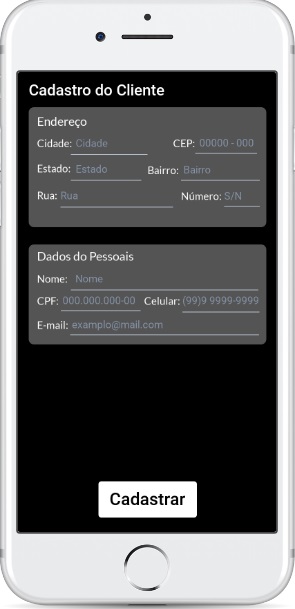 Cadastro do Cliente
Endereço
Cidade: Cidade CEP: 00000 - 000
Estado: Estado Bairro: Bairro
Rua: Rua Número: S/N
Dados do Pessoais
Nome: Nome
CPF: 000.000.000-00 Celular: (99)9 9999-9999
E-mail: examplo@mail.com
Cadastrar